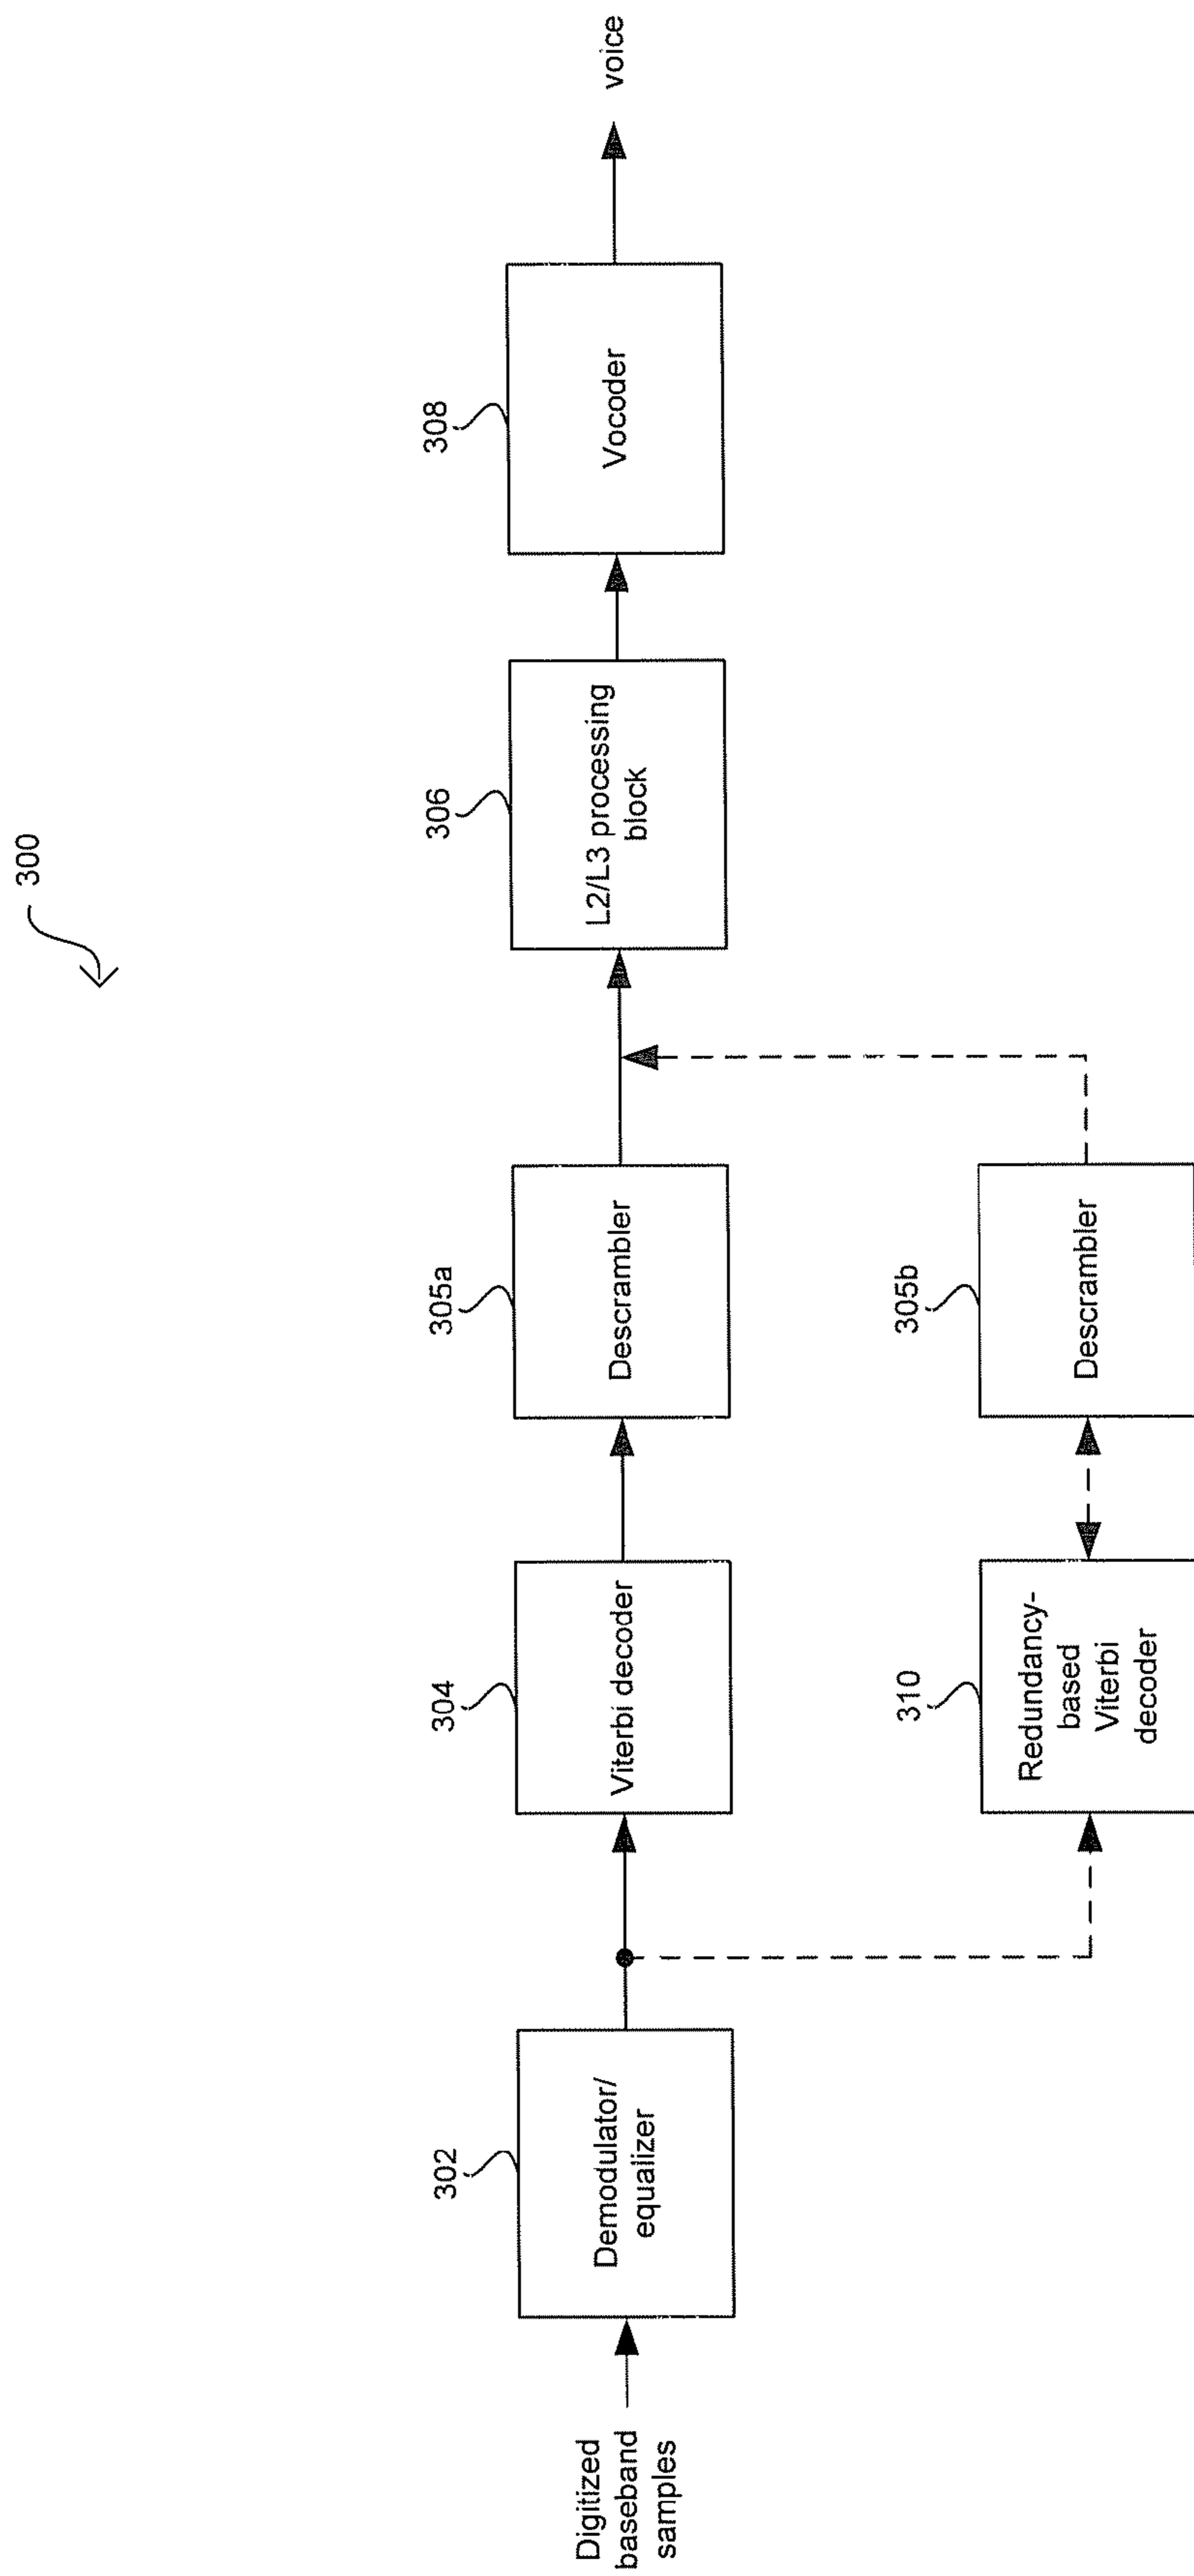 300
Digitized
baseband
samples
302
Demodulator/
equalizer
304
Viterbi decoder
305a
Descrambler
306
L2/L3 processing
block
308
Vocoder
voice
310
Redundancy-
based
Viterbi
decoder
305b
Descrambler